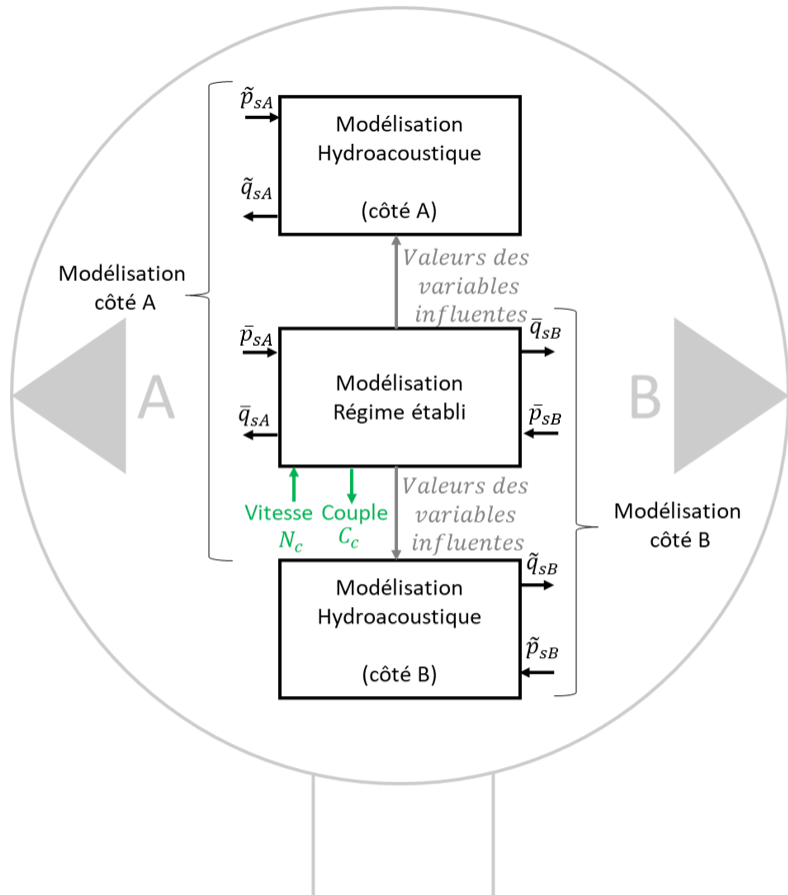 p̃sA
Modélisation
Hydroacoustique
q̃sA
(côté A)
Modélisation
côté A
Valeurs des
variables
influentes
p̄sA
q̄sB
Modélisation
Régime établi
A
B
q̄sA
p̄sB
Vitesse
Nc
Couple
Cc
Valeurs des
variables
influentes
Modélisation
côté B
q̃sB
Modélisation
Hydroacoustique
p̃sB
(côté B)